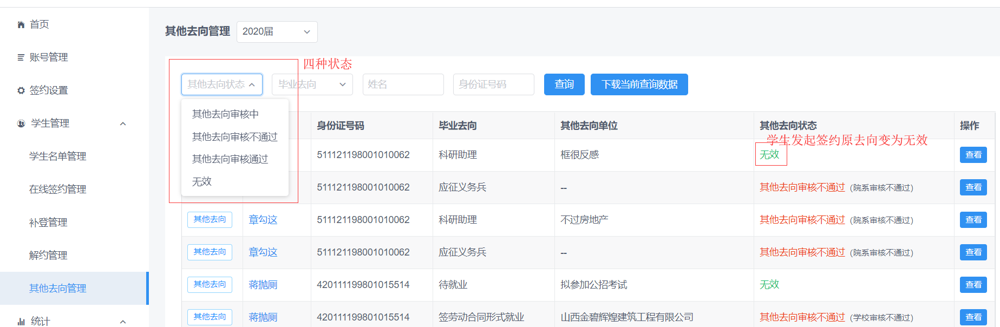 首页
账号管理
签约设置
学生管理
学生名单管理
在线签约管理
补登管理
解约管理
其他去向管理
统计
其他去向管理 2020届
四种状态
其他去向状态 毕业去向 姓名 身份证号码 查询 下载当前查询数据
其他去向审核中
其他去向审核不通过
其他去向审核通过
无效
身份证号码 毕业去向 其他去向单位 其他去向状态 操作
学生发起签约原去向变为无效
511121198001010062 科研助理 框很反感 无效 查看
511121198001010062 应征义务兵 -- 其他去向审核不通过 (院系审核不通过) 查看
其他去向 章勾这 511121198001010062 科研助理 不过房地产 其他去向审核不通过 (院系审核不通过) 查看
其他去向 章勾这 511121198001010062 应征义务兵 -- 其他去向审核不通过 (院系审核不通过) 查看
其他去向 蒋抛厕 420111199801015514 待就业 拟参加公招考试 无效 查看
其他去向 蒋抛厕 420111199801015514 签劳动合同形式就业 山西金碧辉煌建筑工程有限公司 其他去向审核不通过 (学校审核不通过) 查看